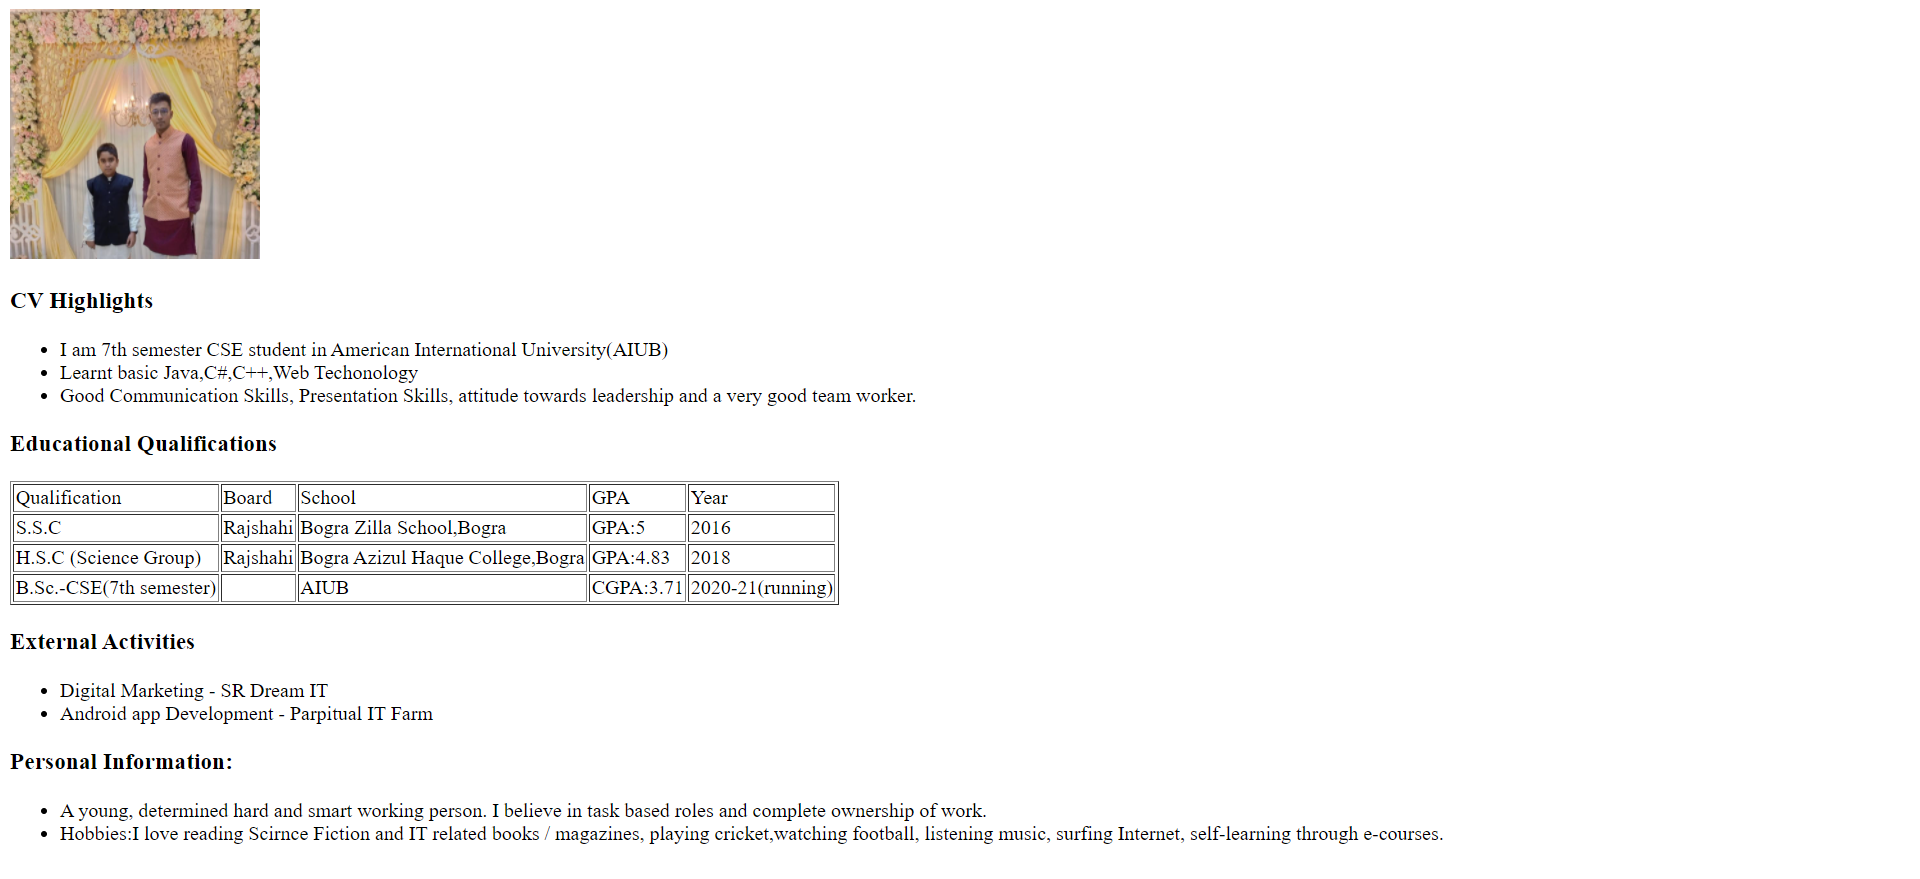 CV Highlights
I am 7th semester CSE student in American International University(AIUB)
Learnt basic Java,C#,C++,Web Techonology
Good Communication Skills, Presentation Skills, attitude towards leadership and a very good team worker.
Educational Qualifications
Qualification Board School GPA Year
S.S.C Rajshahi Bogra Zilla School,Bogra GPA:5 2016
H.S.C (Science Group) Rajshahi Bogra Azizul Haque College,Bogra GPA:4.83 2018
B.Sc.-CSE(7th semester) AIUB CGPA:3.71 2020-21(running)
External Activities
Digital Marketing - SR Dream IT
Android app Development - Parpitual IT Farm
Personal Information:
A young, determined hard and smart working person. I believe in task based roles and complete ownership of work.
Hobbies:I love reading Scirnce Fiction and IT related books / magazines, playing cricket,watching football, listening music, surfing Internet, self-learning through e-courses.